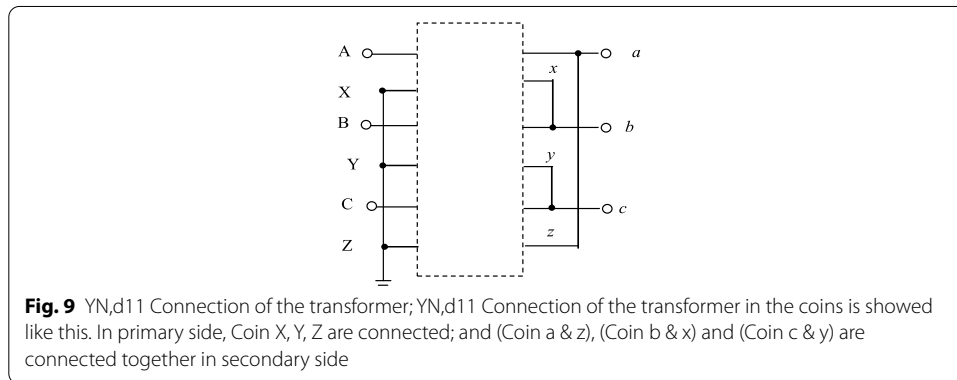 A
a
x
X
B
b
Y
y
C
c
Z
z
Fig. 9 YN,d11 Connection of the transformer; YN,d11 Connection of the transformer in the coins is showed
like this. In primary side, Coin X, Y, Z are connected; and (Coin a & z), (Coin b & x) and (Coin c & y) are
connected together in secondary side